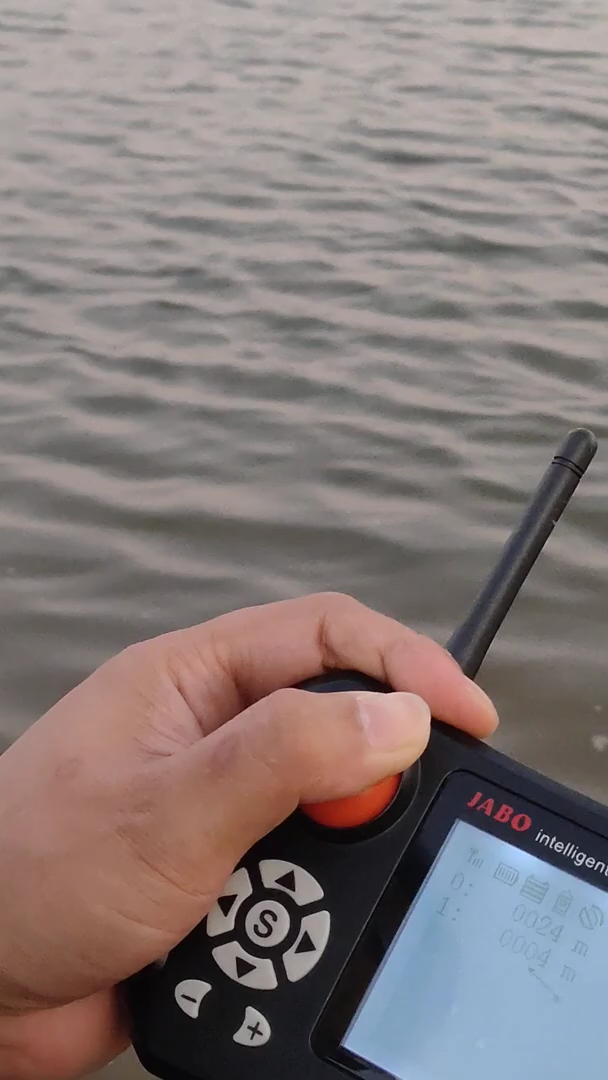 JABO intelligent
0: 0024 m
1: 0004 m
S
-
+